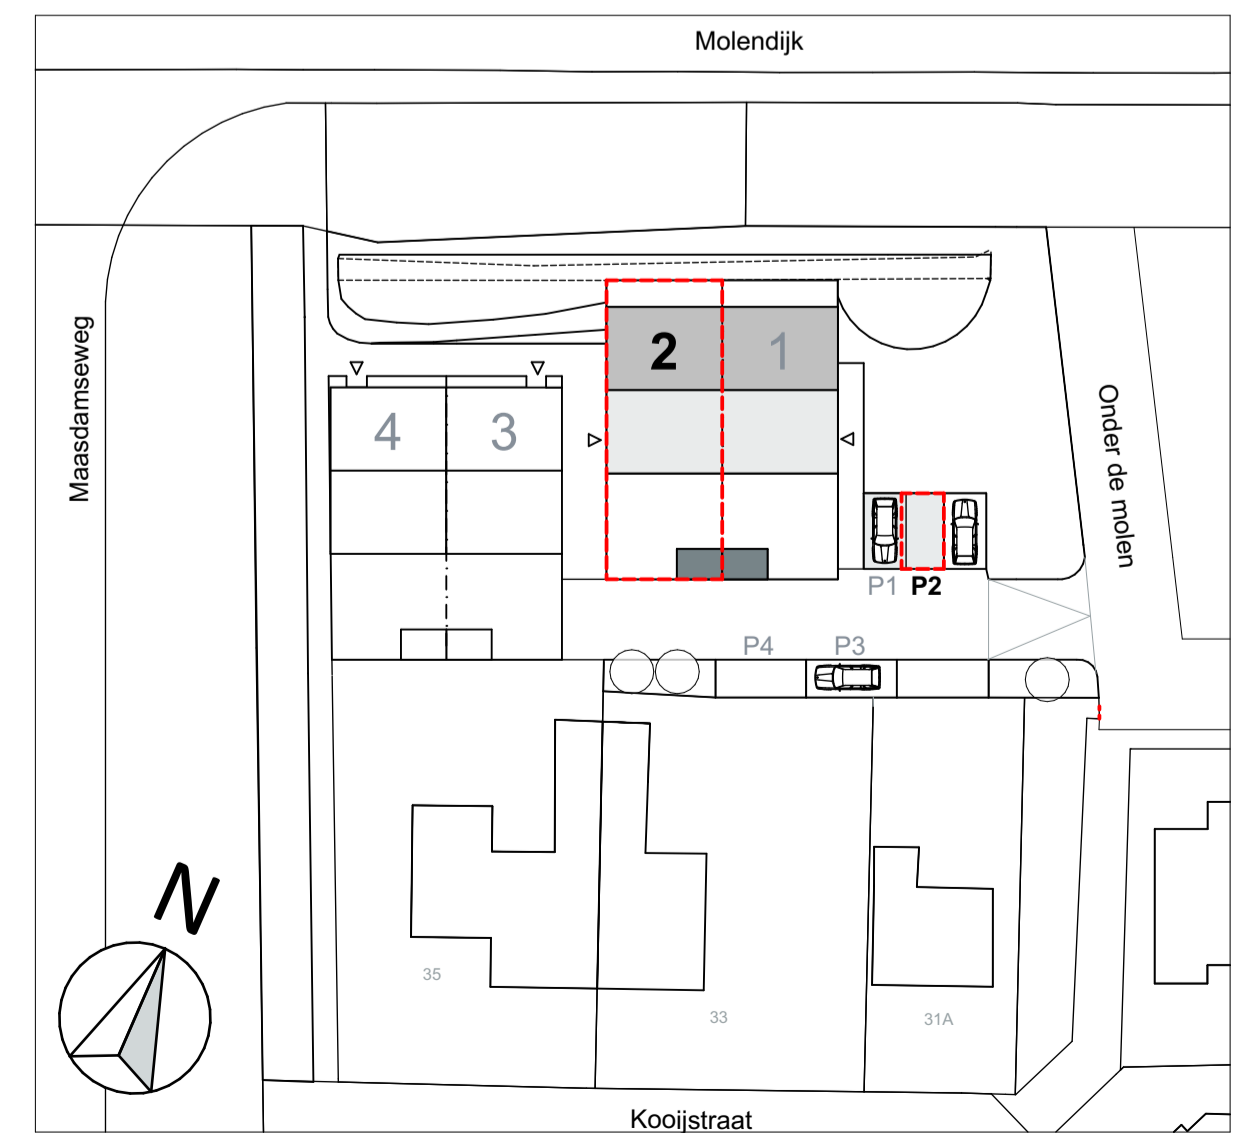 Molendijk
Maasdamseweg
2
1
4
3
Onder de molen
P1
P2
P4
P3
N
35
33
31A
Kooijstraat